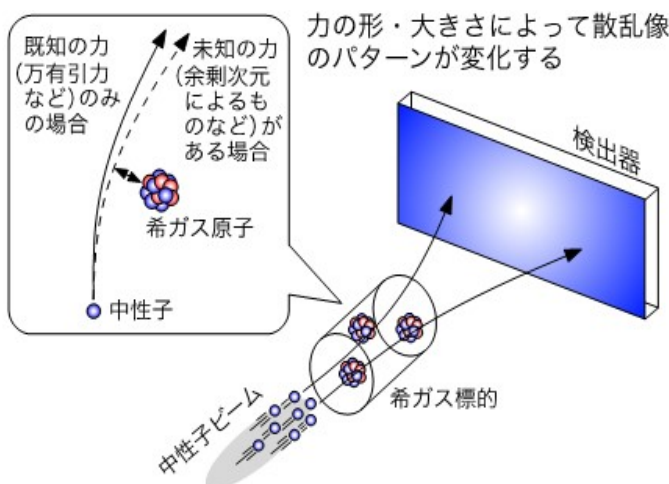 力の形・大きさによって散乱像
のパターンが変化する
既知の力
(万有引力
など)のみ
の場合
未知の力
(余剰次元
によるも
のなど)が
ある場合
希ガス原子
中性子
検出器
希ガス標的
中性子ビーム